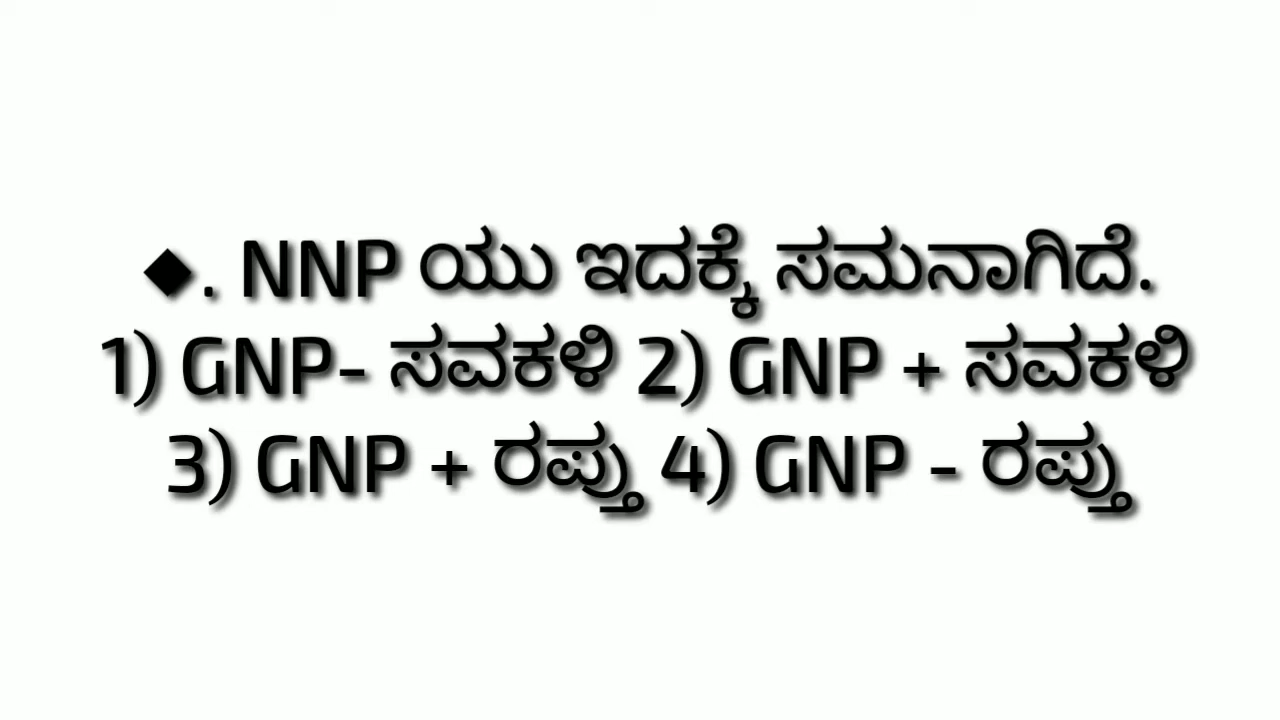 ◆. NNP ಯು ಇದಕ್ಕೆ ಸಮನಾಗಿದೆ.
1) GNP- ಸವಕಳಿ 2) GNP + ಸವಕಳಿ
3) GNP + ರಫ್ತು 4) GNP - ರಫ್ತು